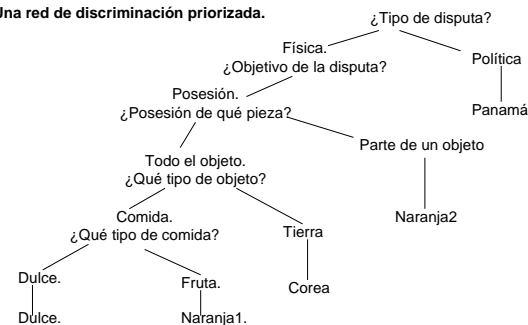 Una red de discriminación priorizada.
¿Tipo de disputa?
Física.
¿Objetivo de la disputa?
Política
Posesión.
¿Posesión de qué pieza?
Panamá
Parte de un objeto
Todo el objeto.
¿Qué tipo de objeto?
Comida.
¿Qué tipo de comida?
Tierra
Naranja2
Dulce.
Fruta.
Corea
Dulce.
Naranja1.